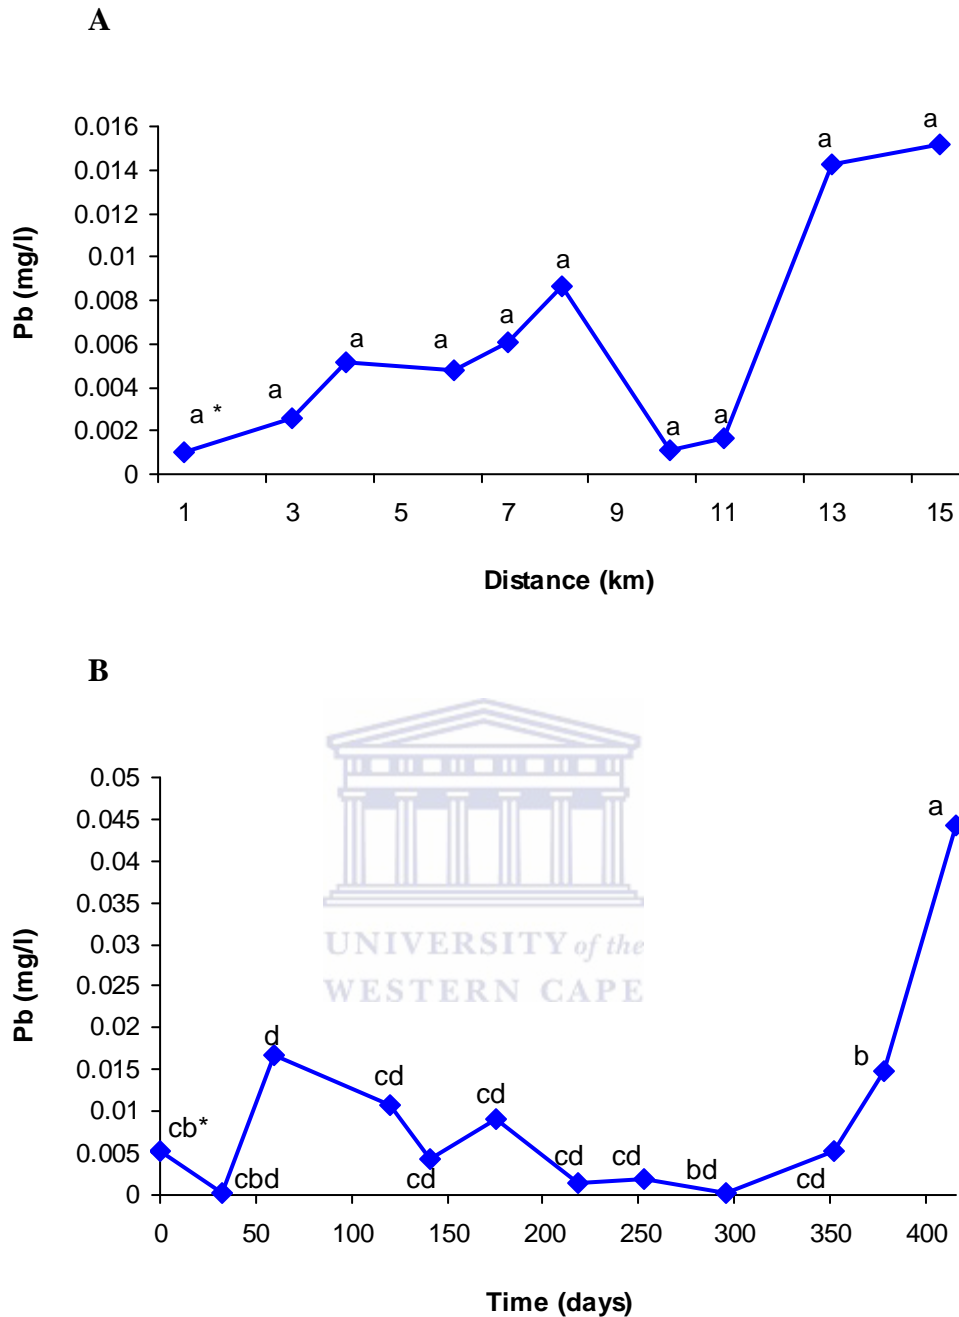 A
0.016
0.014
0.012
0.01
0.008
0.006
0.004
0.002
0
Pb (mg/l)
a *
a
a
a
a
a
a
a
a
a
1 3 5 7 9 11 13 15
Distance (km)
B
0.05
0.045
0.04
0.035
0.03
0.025
0.02
0.015
0.01
0.005
0
Pb (mg/l)
UNIVERSITY of the
WESTERN CAPE
cb*
cbd
d
cd
cd
cd
cd
cd
bd
cd
b
a
0 50 100 150 200 250 300 350 400
Time (days)